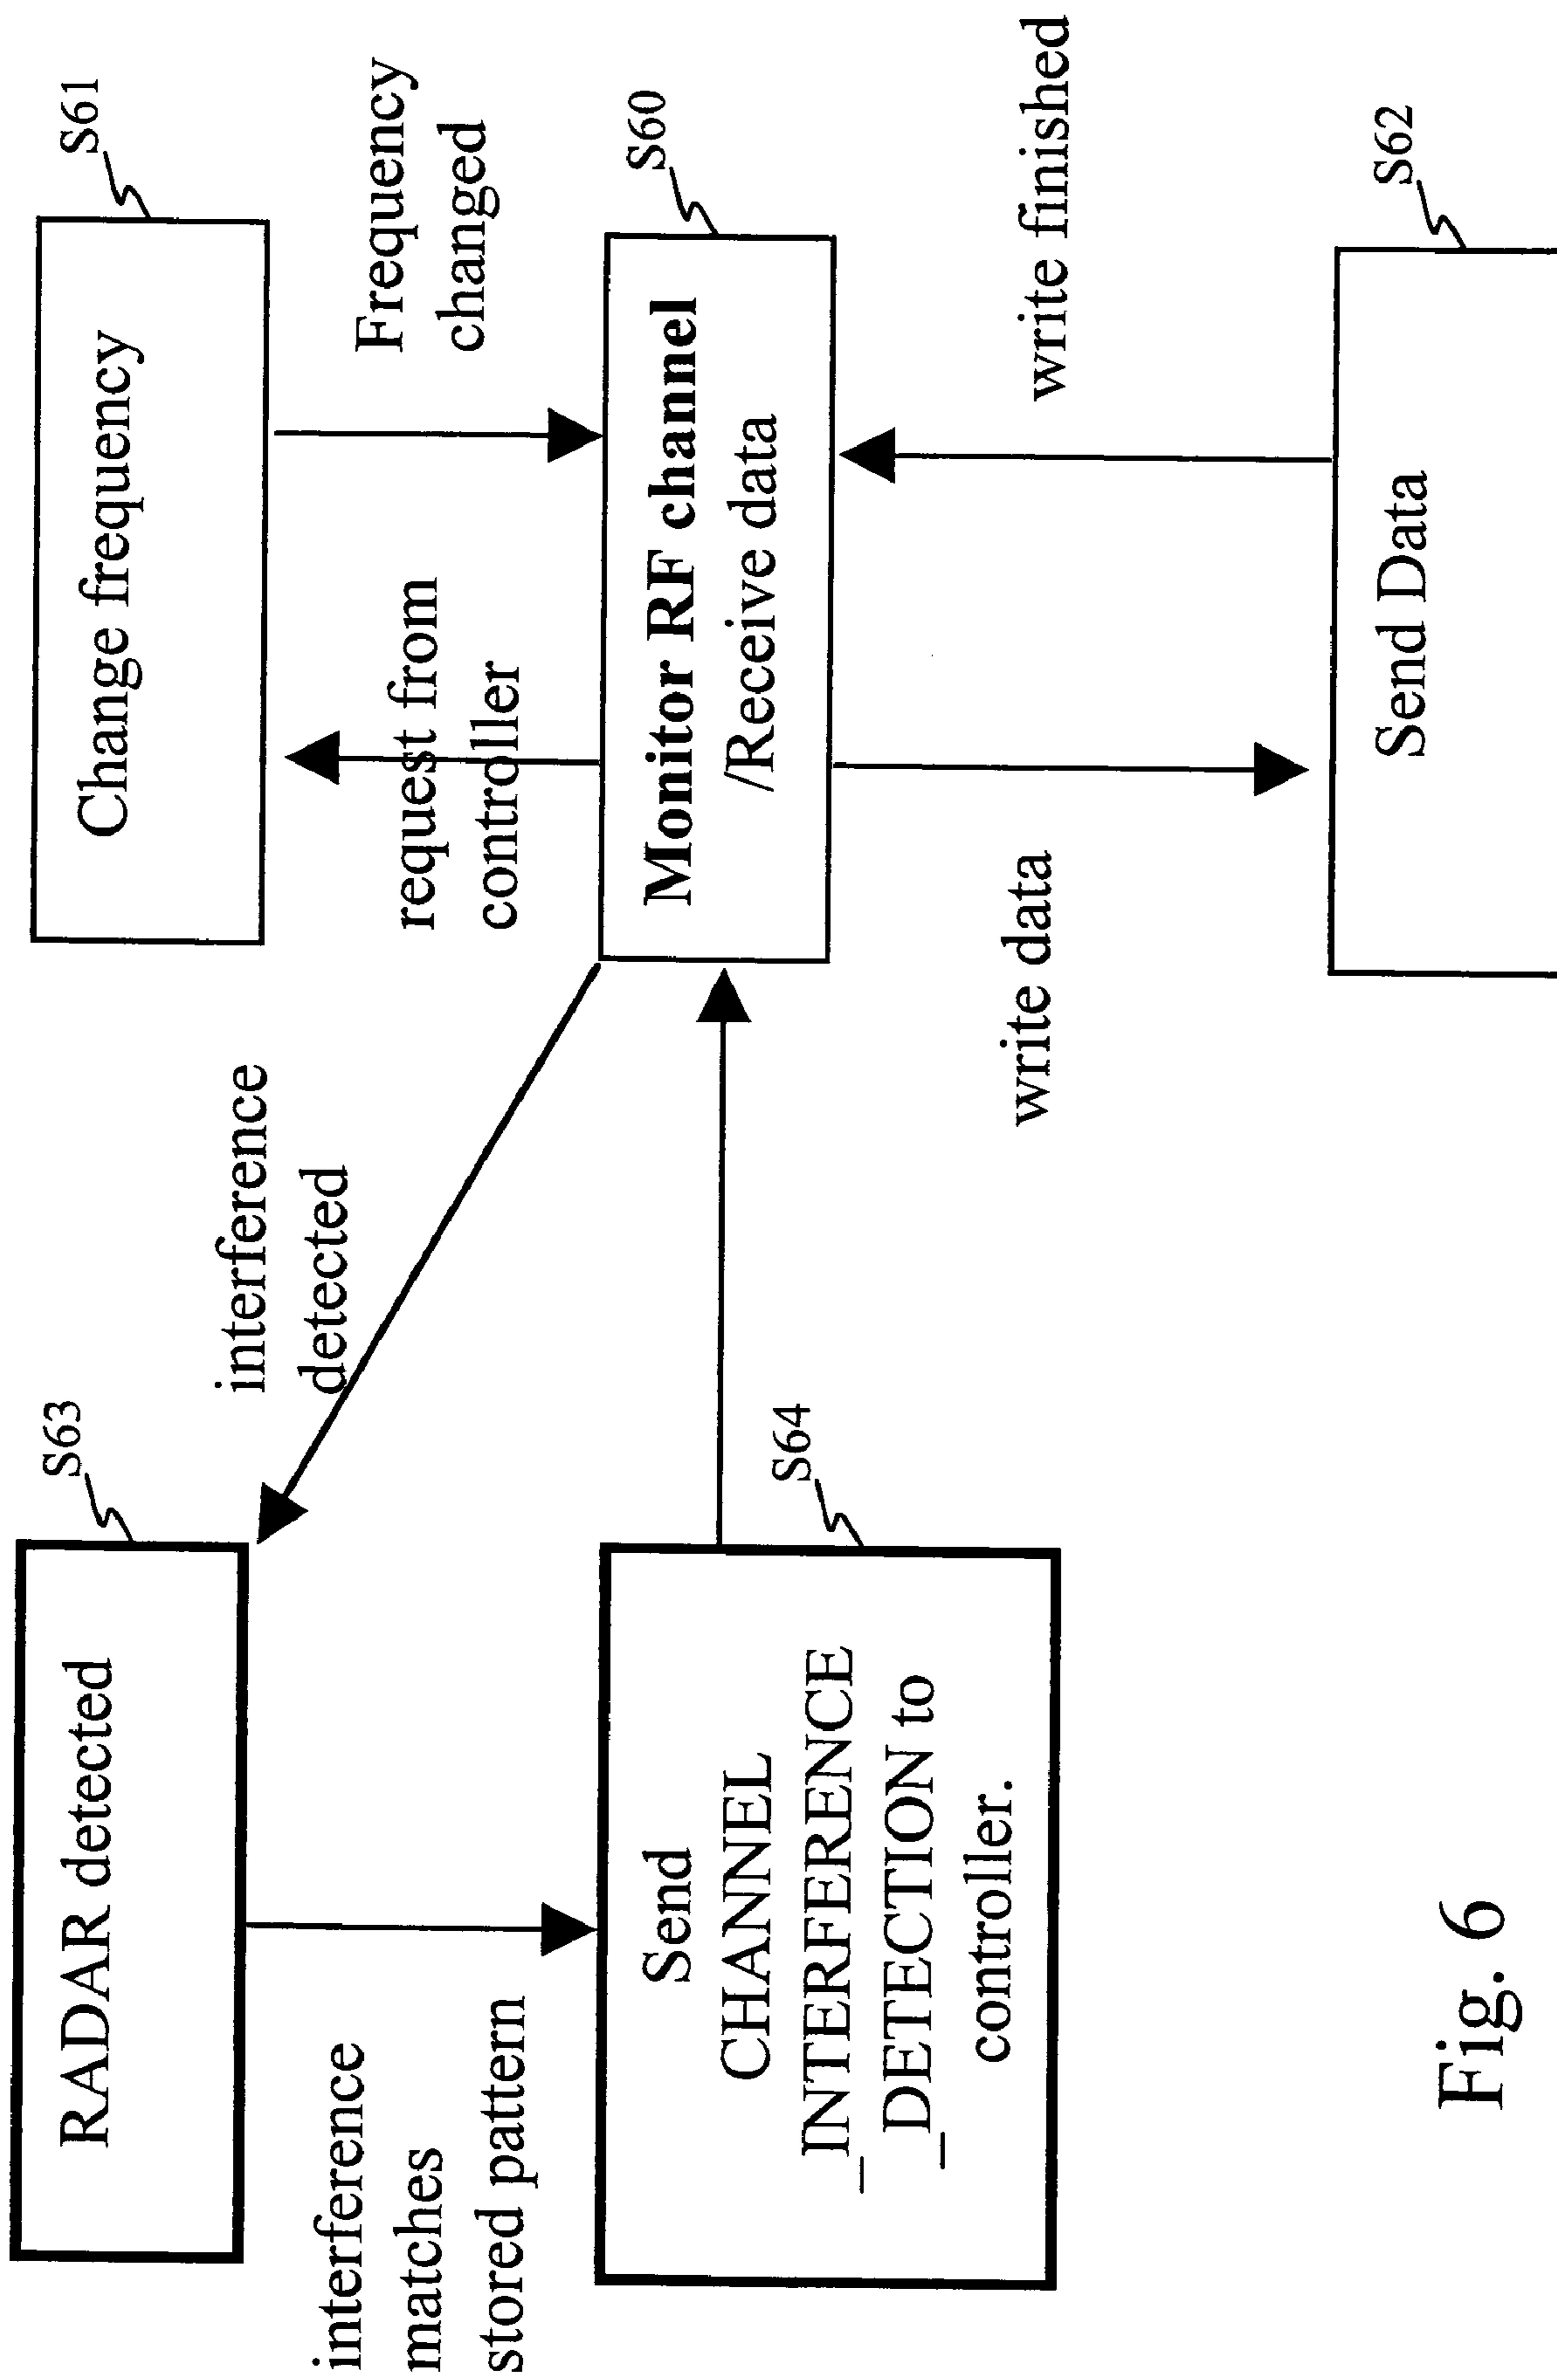 S63
RADAR detected
interference
detected
S61
Change frequency
interference
matches
stored pattern
request from
controller
Frequency
changed
S64
Send
CHANNEL
_INTERFERENCE
_DETECTION to
controller.
S60
Monitor RF channel
/Receive data
write data
write finished
S62
Send Data
Fig. 6